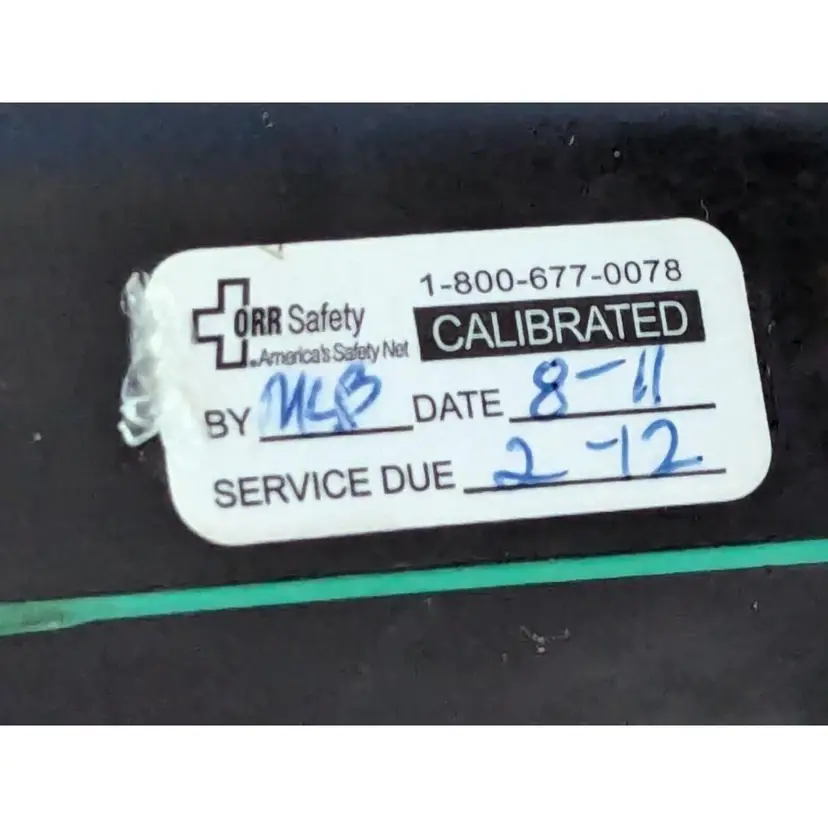 1-800-677-0078
ORR Safety
America's Safety Net
CALIBRATED
BY MLB DATE 8-11
SERVICE DUE 2-12